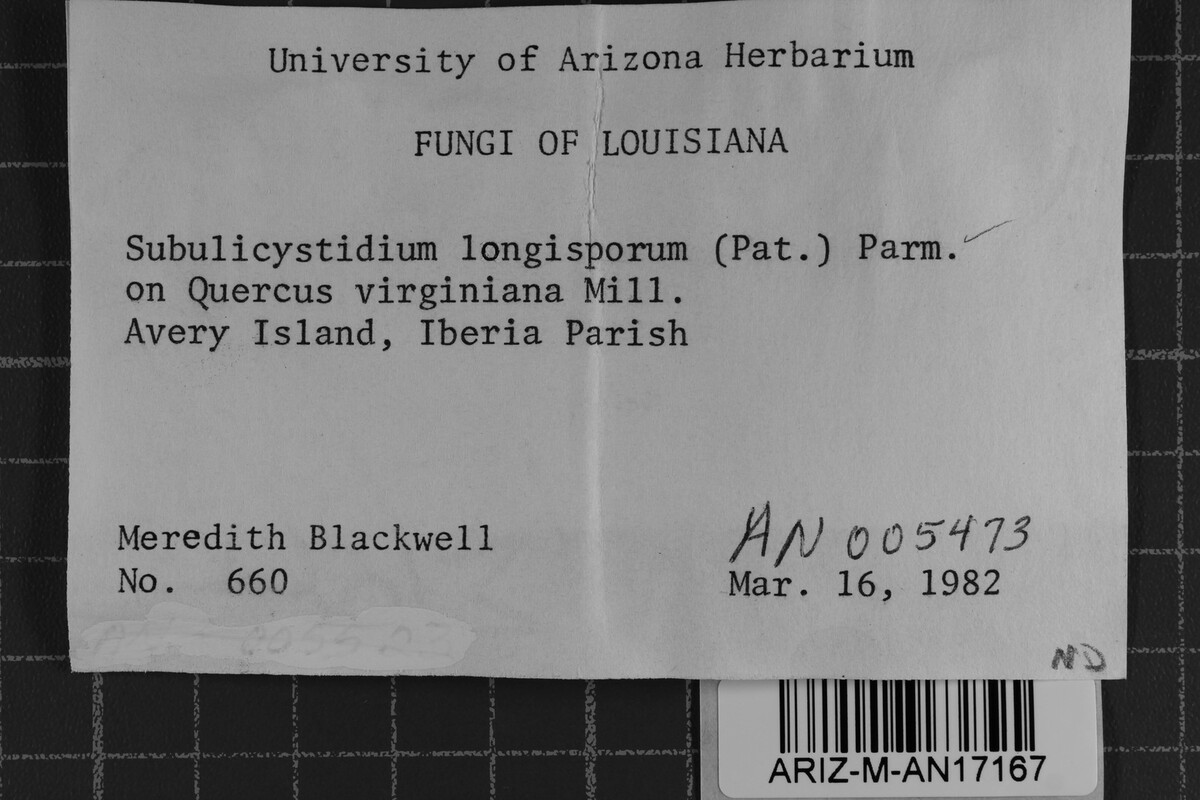 University of Arizona Herbarium
FUNGI OF LOUISIANA
Subulicystidium longisporum (Pat.) Parm.
on Quercus virginiana Mill.
Avery Island, Iberia Parish
Meredith Blackwell
No. 660
AN 005473
Mar. 16, 1982
ND
ARIZ-M-AN17167